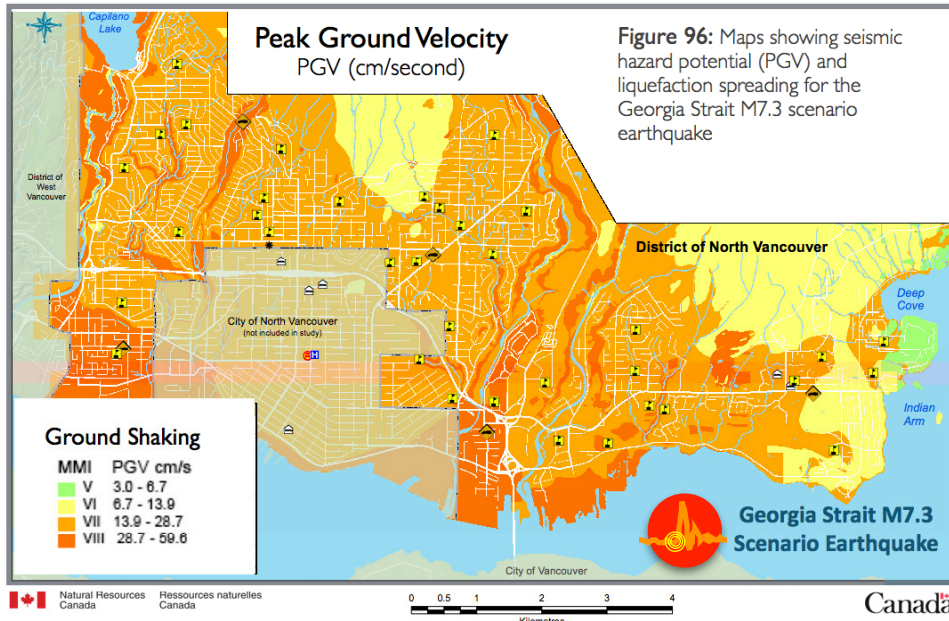 Capilano
Lake
Peak Ground Velocity
PGV (cm/second)
Figure 96: Maps showing seismic
hazard potential (PGV) and
liquefaction spreading for the
Georgia Strait M7.3 scenario
earthquake
District of
West
Vancouver
District of North Vancouver
Deep
Cove
City of North Vancouver
(not included in study)
H
Indian
Arm
Ground Shaking
MMI PGV cm/s
V 3.0 - 6.7
VI 6.7 - 13.9
VII 13.9 - 28.7
VIII 28.7 - 59.6
Georgia Strait M7.3
Scenario Earthquake
City of Vancouver
Natural Resources
Canada
Ressources naturelles
Canada
0 0.5 1 2 3 4
Kilometres
Canada